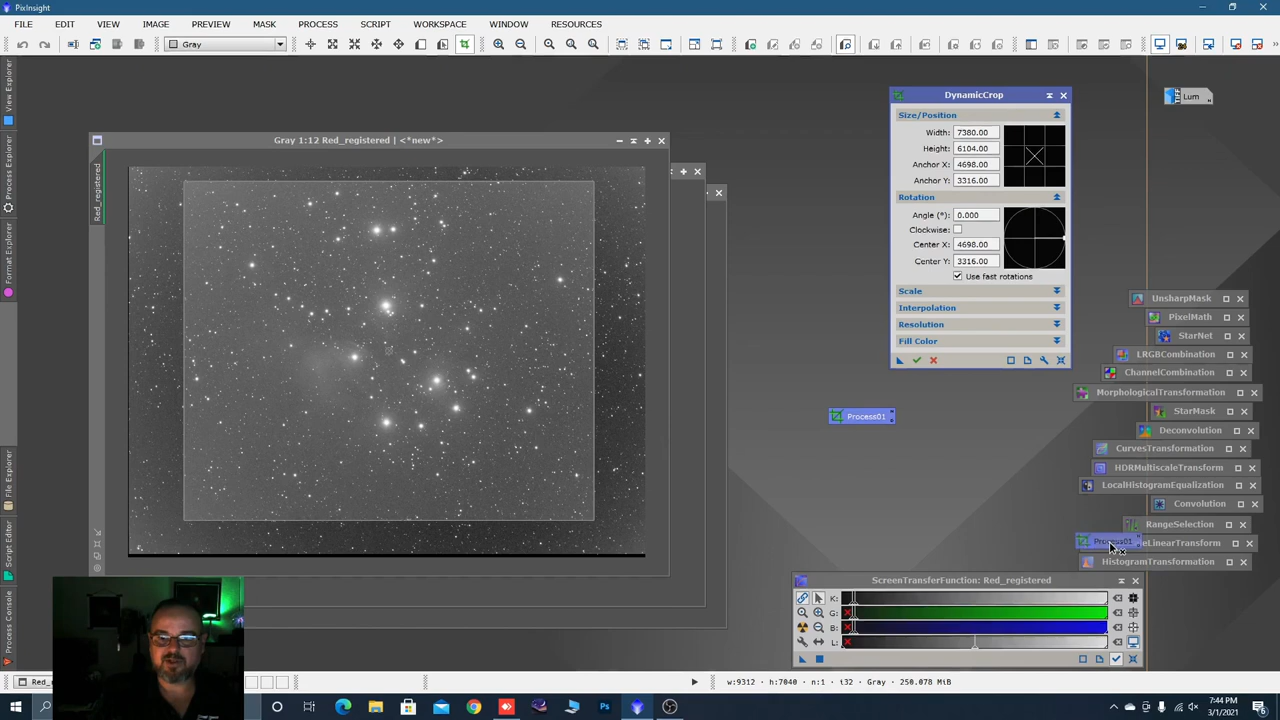 PixInsight
FILE EDIT VIEW IMAGE PREVIEW MASK PROCESS SCRIPT WORKSPACE WINDOW RESOURCES
Gray
View Explorer
Process Explorer
Format Explorer
File Explorer
Script Editor
Process Console
Gray 1:12 Red_registered | <*new*>
Red_registered
DynamicCrop
Size/Position
Width: 7380.00
Height: 6104.00
Anchor X: 4698.00
Anchor Y: 3316.00
Rotation
Angle (°): 0.000
Clockwise:
Center X: 4698.00
Center Y: 3316.00
Use fast rotations
Scale
Interpolation
Resolution
Fill Color
Lum
Process01
UnsharpMask
PixelMath
StarNet
LRGBCombination
ChannelCombination
MorphologicalTransformation
StarMask
Deconvolution
CurvesTransformation
HDRMultiscaleTransform
LocalHistogramEqualization
Convolution
RangeSelection
Process01 eLinearTransform
HistogramTransformation
ScreenTransferFunction: Red_registered
K:
G:
B:
L:
Red_
w:9312 · h:7040 · n:1 · i32 · Gray · 250.078 MiB
7:44 PM
3/1/2021